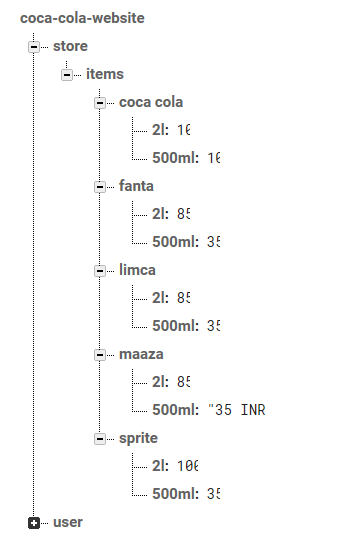 coca-cola-website
store
items
coca cola
2l: 10
500ml: 10
fanta
2l: 85
500ml: 35
limca
2l: 85
500ml: 35
maaza
2l: 85
500ml: "35 INR
sprite
2l: 100
500ml: 35
user